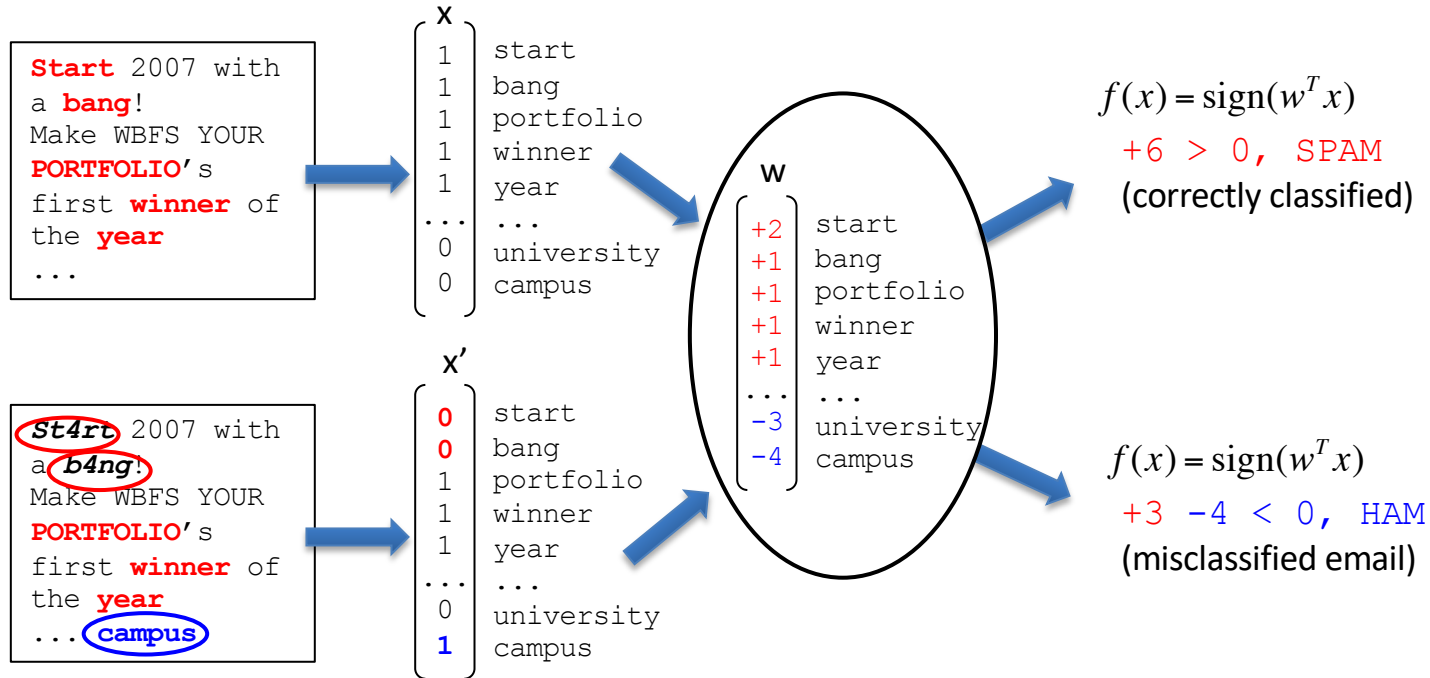 Start 2007 with
a bang!
Make WBFS YOUR
PORTFOLIO's
first winner of
the year
...
x
1 start
1 bang
1 portfolio
1 winner
1 year
... ...
0 university
0 campus
St4rt 2007 with
a b4ng!
Make WBFS YOUR
PORTFOLIO's
first winner of
the year
... campus
x'
0 start
0 bang
1 portfolio
1 winner
1 year
... ...
0 university
1 campus
w
+2 start
+1 bang
+1 portfolio
+1 winner
+1 year
... ...
-3 university
-4 campus
f(x) = sign(wᵀx)
+6 > 0, SPAM
(correctly classified)
f(x) = sign(wᵀx)
+3 -4 < 0, HAM
(misclassified email)